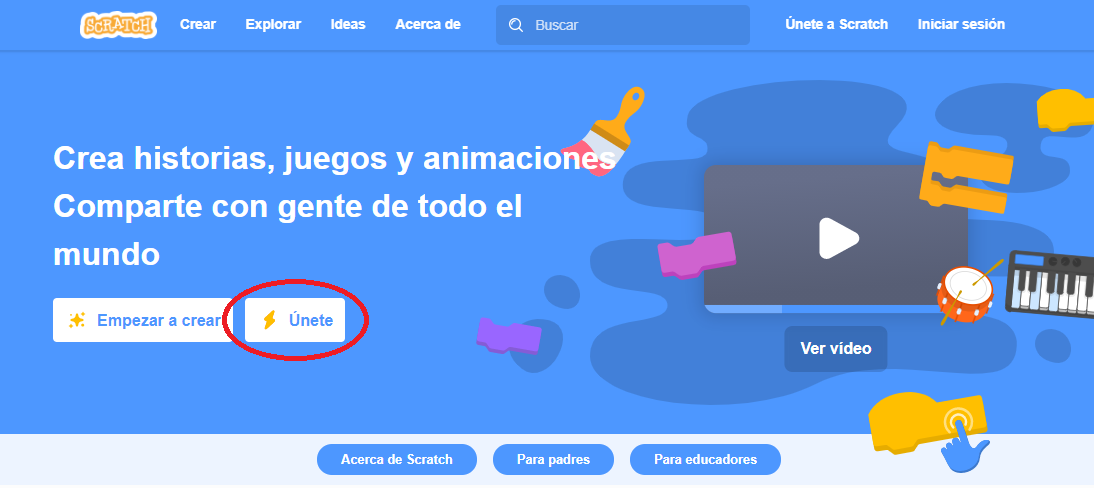 SCRATCH Crear Explorar Ideas Acerca de Buscar Únete a Scratch Iniciar sesión
Crea historias, juegos y animaciones
Comparte con gente de todo el
mundo
Empezar a crear Únete
Ver vídeo
Acerca de Scratch Para padres Para educadores